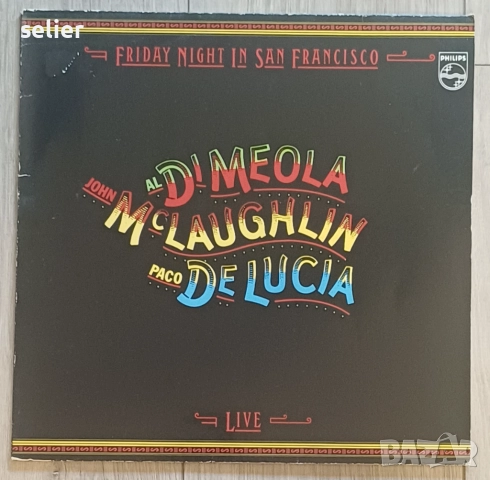 selier
FRIDAY NIGHT IN SAN FRANCISCO
PHILIPS
AL DI MEOLA
JOHN MCLAUGHLIN
PACO DE LUCIA
LIVE
BAZAR